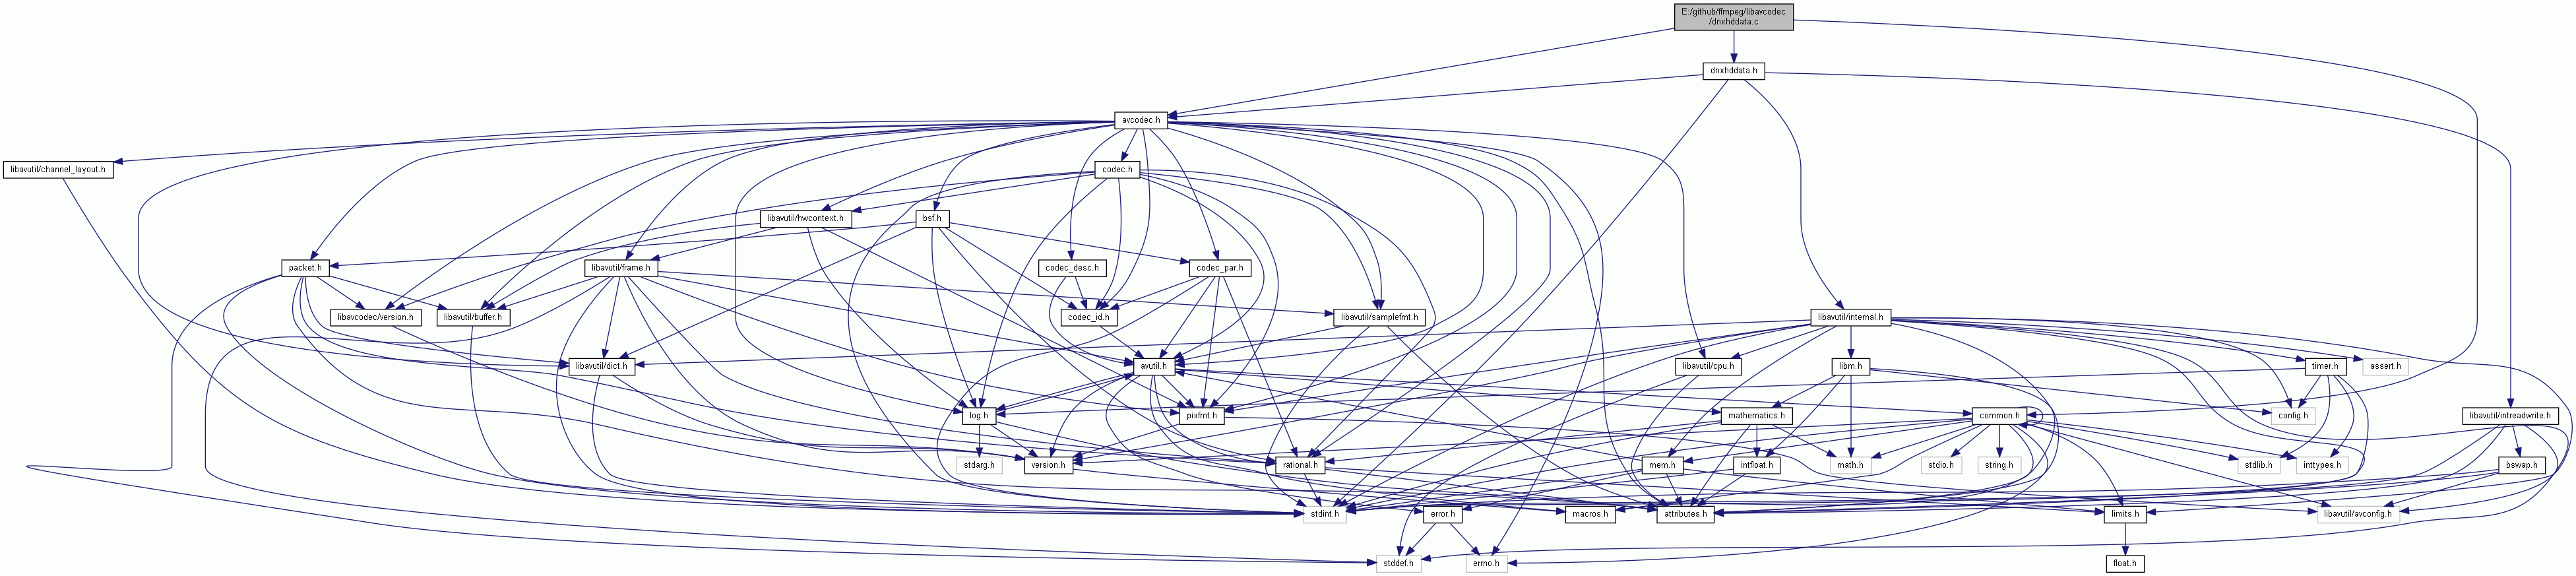 E:/github/ffmpeg/libavcodec
/dnxhddata.c
dnxhddata.h
avcodec.h
libavutil/channel_layout.h
codec.h
libavutil/hwcontext.h
bsf.h
packet.h
libavutil/frame.h
codec_desc.h
codec_par.h
libavcodec/version.h
libavutil/buffer.h
codec_id.h
libavutil/samplefmt.h
libavutil/internal.h
libavutil/dict.h
avutil.h
libavutil/cpu.h
libm.h
timer.h
assert.h
log.h
pixfmt.h
mathematics.h
common.h
config.h
libavutil/intreadwrite.h
stdarg.h
version.h
rational.h
mem.h
intfloat.h
math.h
stdio.h
string.h
stdlib.h
inttypes.h
bswap.h
stdint.h
error.h
macros.h
attributes.h
limits.h
libavutil/avconfig.h
stddef.h
errno.h
float.h